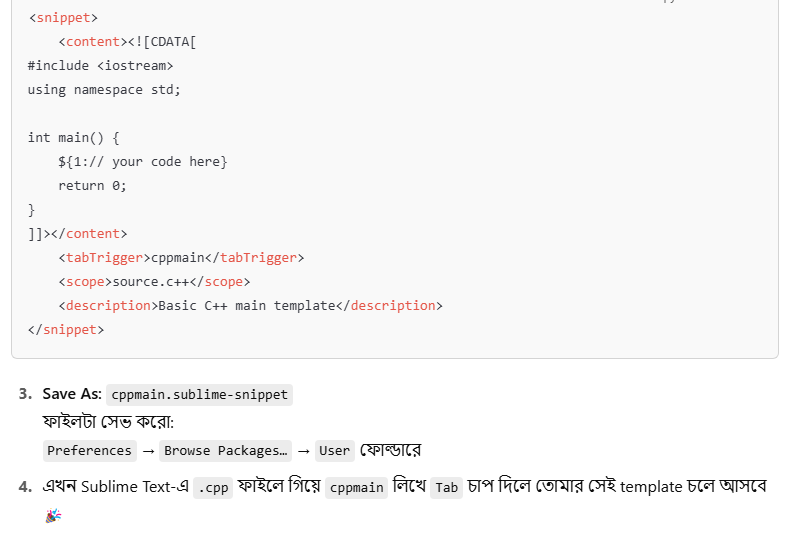 <snippet>
    <content><![CDATA[
#include <iostream>
using namespace std;

int main() {
    ${1:// your code here}
    return 0;
}
]]></content>
    <tabTrigger>cppmain</tabTrigger>
    <scope>source.c++</scope>
    <description>Basic C++ main template</description>
</snippet>
3. Save As: cppmain.sublime-snippet
ফাইলটা সেভ করো:
Preferences → Browse Packages… → User ফোল্ডারে
4. এখন Sublime Text-এ .cpp ফাইলে গিয়ে cppmain লিখে Tab চাপ দিলে তোমার সেই template চলে আসবে
🎉